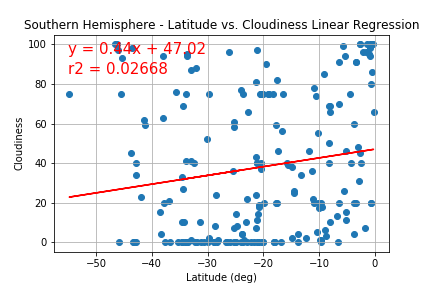 Southern Hemisphere - Latitude vs. Cloudiness Linear Regression
y = 0.44x + 47.02
r2 = 0.02668
100
80
60
40
20
0
Cloudiness
−50
−40
−30
−20
−10
0
Latitude (deg)